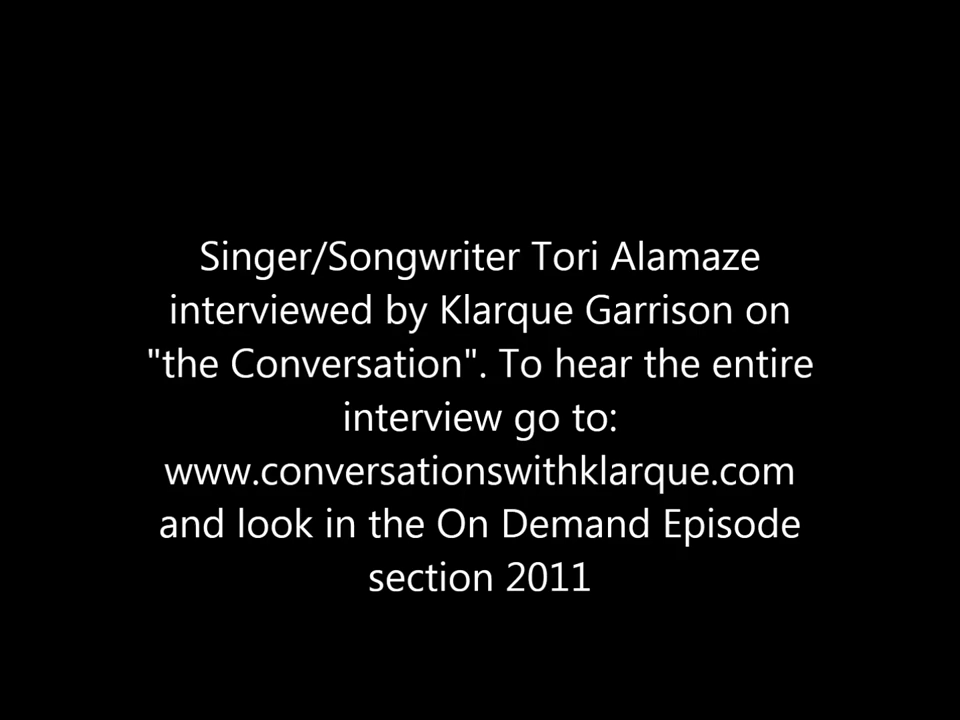 Singer/Songwriter Tori Alamaze
interviewed by Klarque Garrison on
"the Conversation". To hear the entire
interview go to:
www.conversationswithklarque.com
and look in the On Demand Episode
section 2011